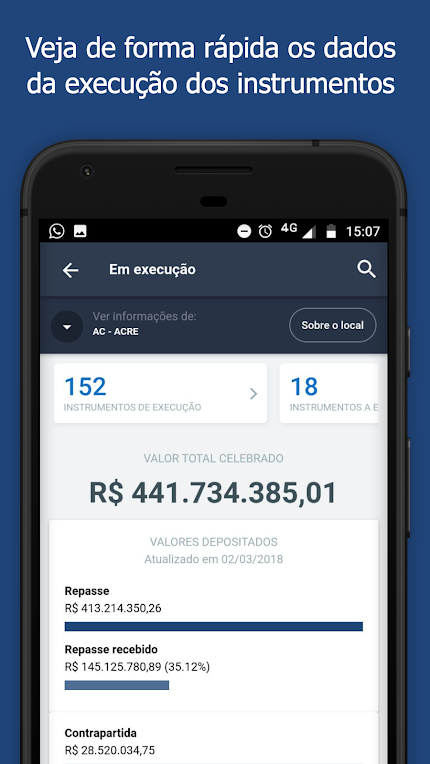 Veja de forma rápida os dados
da execução dos instrumentos
4G 15:07
Em execução
Ver informações de:
AC - ACRE
Sobre o local
152
INSTRUMENTOS DE EXECUÇÃO
18
INSTRUMENTOS A E
VALOR TOTAL CELEBRADO
R$ 441.734.385,01
VALORES DEPOSITADOS
Atualizado em 02/03/2018
Repasse
R$ 413.214.350,26
Repasse recebido
R$ 145.125.780,89 (35.12%)
Contrapartida
R$ 28.520.034,75